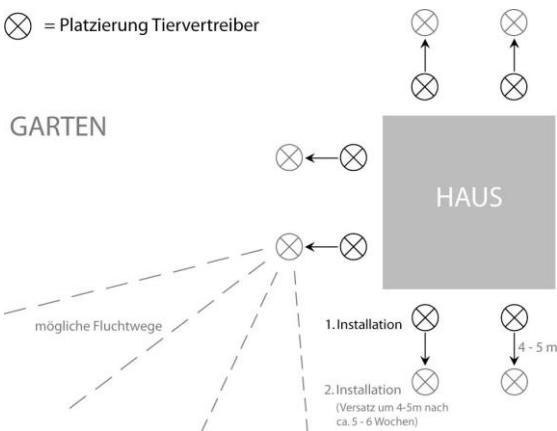 = Platzierung Tiervertreiber
GARTEN
HAUS
mögliche Fluchtwege
1. Installation
4 - 5 m
2. Installation
(Versatz um 4-5m nach
ca. 5 - 6 Wochen)